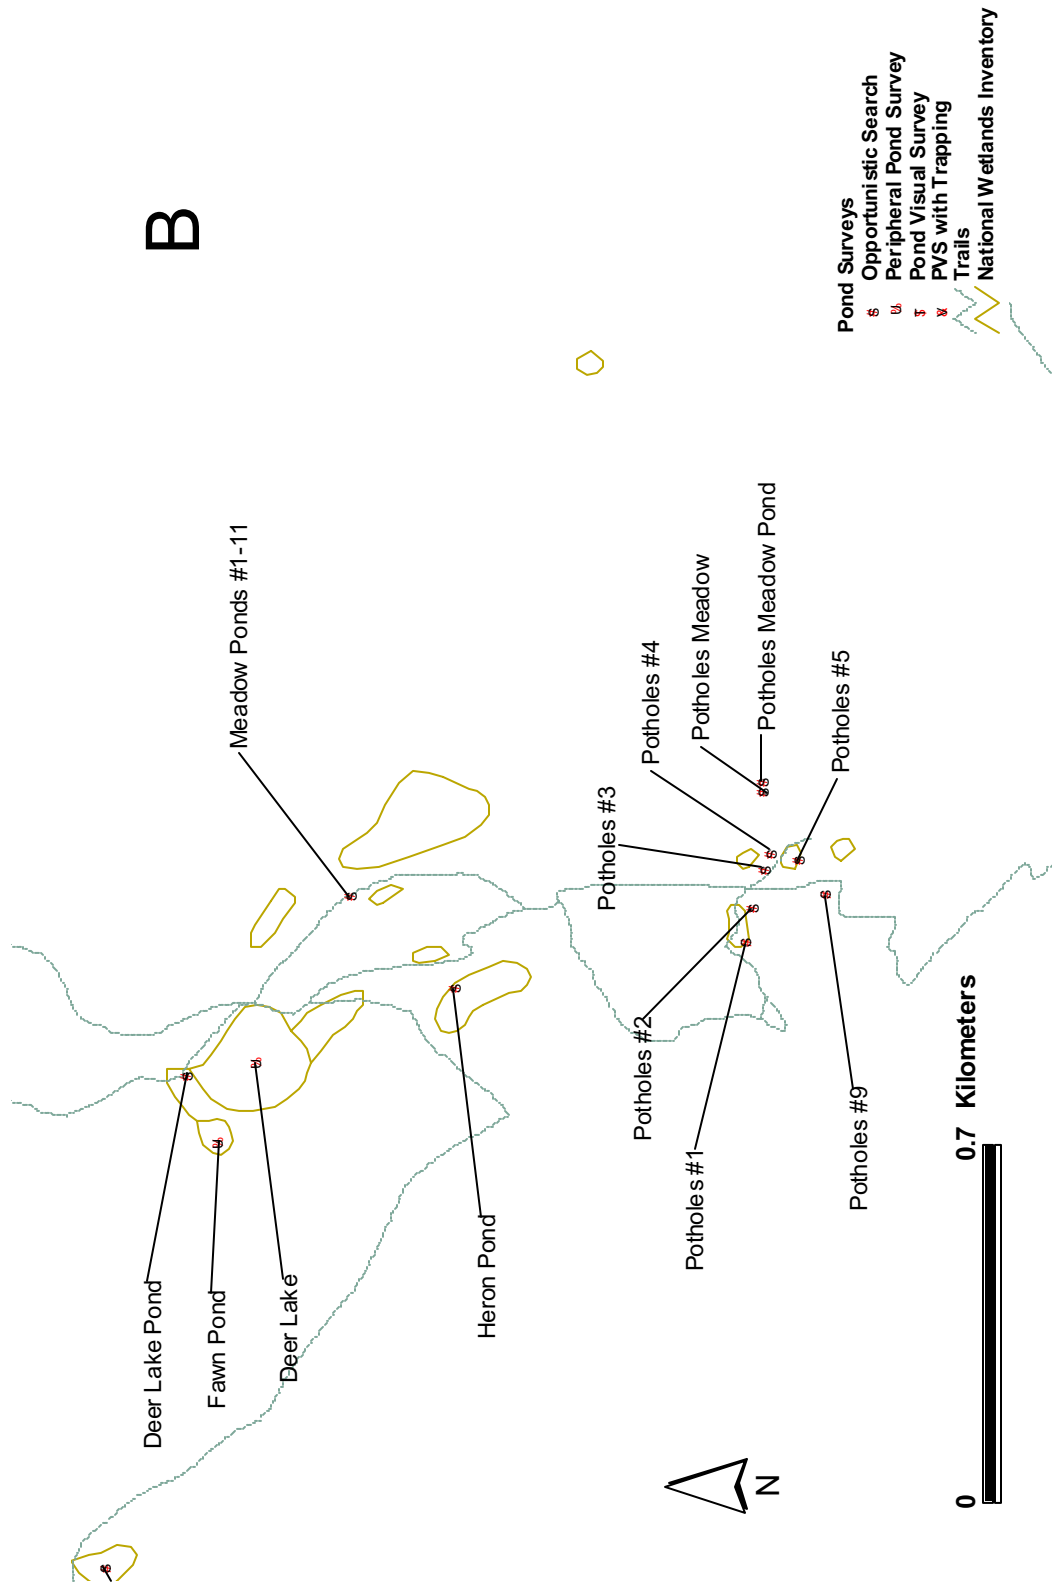 B
Meadow Ponds #1-11
Deer Lake Pond
Fawn Pond
Deer Lake
Heron Pond
Potholes #3
Potholes #4
Potholes Meadow
Potholes Meadow Pond
Potholes #5
Potholes #2
Potholes #1
Potholes #9
N
0 0.7 Kilometers
Pond Surveys
Opportunistic Search
Peripheral Pond Survey
Pond Visual Survey
PVS with Trapping
Trails
National Wetlands Inventory